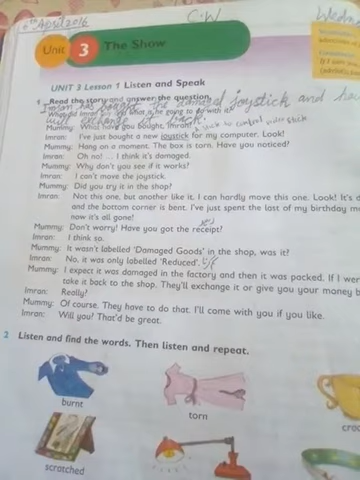 6th April 2016
C.W
Unit 3 The Show
UNIT 3 Lesson 1 Listen and Speak
1 Read the story and answer the question.
What did Imran buy and what is he going to do with it?
the damaged joystick and
will exchange it back.
Mummy: What have you bought, Imran?
Imran: I've just bought a new joystick for my computer. Look!
Mummy: Hang on a moment. The box is torn. Have you noticed?
Imran: Oh no! … I think it's damaged.
Mummy: Why don't you see if it works?
Imran: I can't move the joystick.
Mummy: Did you try it in the shop?
Imran: Not this one, but another like it. I can hardly move this one. Look! It's
and the bottom corner is bent. I've just spent the last of my birthday
now it's all gone!
Mummy: Don't worry! Have you got the receipt?
Imran: I think so.
Mummy: It wasn't labelled 'Damaged Goods' in the shop, was it?
Imran: No, it was only labelled 'Reduced'.
Mummy: I expect it was damaged in the factory and then it was packed. If I wer
take it back to the shop. They'll exchange it or give you your money b
Imran: Really?
Mummy: Of course. They have to do that. I'll come with you if you like.
Imran: Will you? That'd be great.
2 Listen and find the words. Then listen and repeat.
burnt
torn
crac
scratched